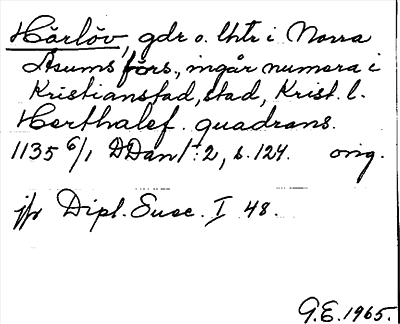 Härlöv, gdr o. lhtr i Norra
Åsums förs., ingår numera i
Kristianstad, stad, Krist. l.
Herthalef. quadrans.
1135 6/1 DDan I:2, s. 124. orig.
jfr Dipl. Suec. I 48.
G.E. 1965.